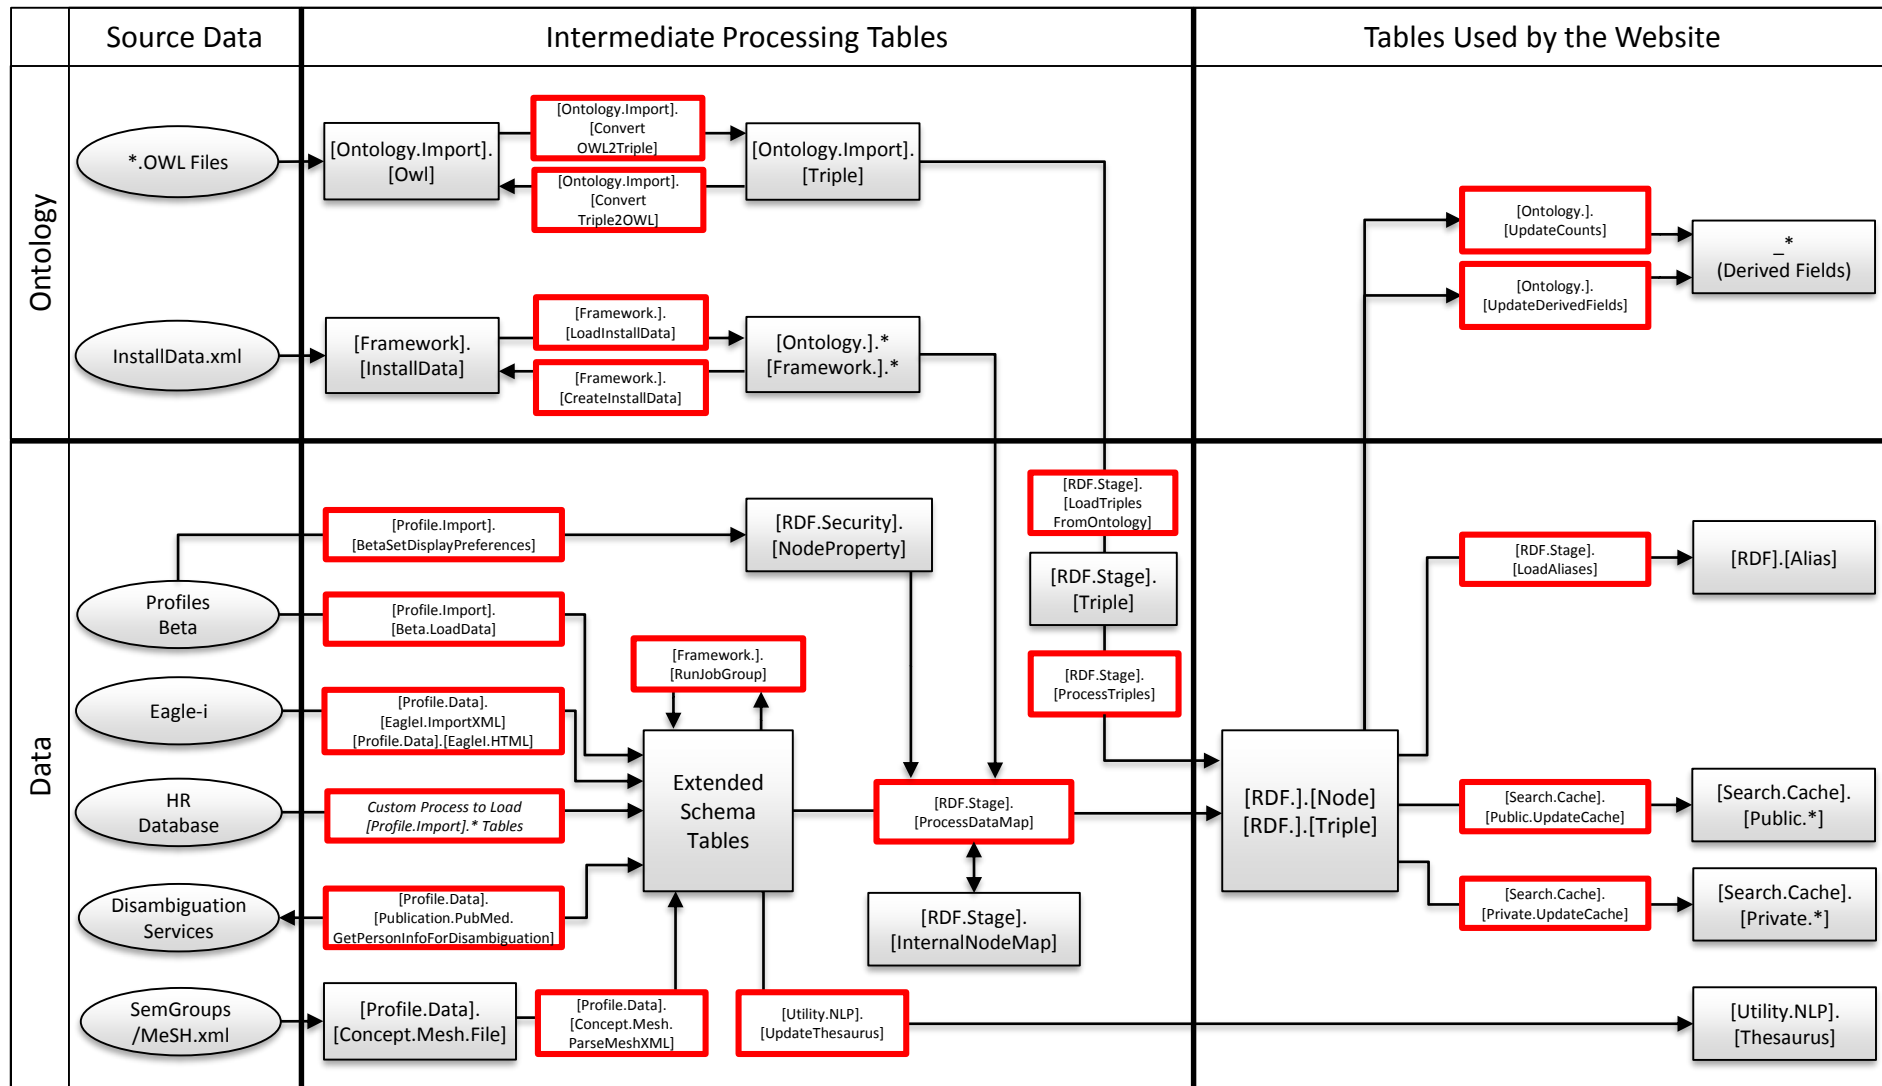 Source Data
Intermediate Processing Tables
Tables Used by the Website
Ontology
*.OWL Files
[Ontology.Import].
[Owl]
[Ontology.Import].
[Convert
OWL2Triple]
[Ontology.Import].
[Convert
Triple2OWL]
[Ontology.Import].
[Triple]
[Ontology.].
[UpdateCounts]
[Ontology.].
[UpdateDerivedFields]
_*
(Derived Fields)
InstallData.xml
[Framework].
[InstallData]
[Framework.].
[LoadInstallData]
[Framework.].
[CreateInstallData]
[Ontology.].*
[Framework.].*
Data
Profiles
Beta
[Profile.Import].
[BetaSetDisplayPreferences]
[RDF.Security].
[NodeProperty]
[RDF.Stage].
[LoadTriples
FromOntology]
[RDF.Stage].
[Triple]
[RDF.Stage].
[ProcessTriples]
[RDF.Stage].
[LoadAliases]
[RDF].[Alias]
[Profile.Import].
[Beta.LoadData]
[Framework.].
[RunJobGroup]
Eagle-i
[Profile.Data].
[EagleI.ImportXML]
[Profile.Data].[EagleI.HTML]
HR
Database
Custom Process to Load
[Profile.Import].* Tables
Extended
Schema
Tables
[RDF.Stage].
[ProcessDataMap]
[RDF.].[Node]
[RDF.].[Triple]
[Search.Cache].
[Public.UpdateCache]
[Search.Cache].
[Public.*]
Disambiguation
Services
[Profile.Data].
[Publication.PubMed.
GetPersonInfoForDisambiguation]
[RDF.Stage].
[InternalNodeMap]
[Search.Cache].
[Private.UpdateCache]
[Search.Cache].
[Private.*]
SemGroups
/MeSH.xml
[Profile.Data].
[Concept.Mesh.File]
[Profile.Data].
[Concept.Mesh.
ParseMeshXML]
[Utility.NLP].
[UpdateThesaurus]
[Utility.NLP].
[Thesaurus]